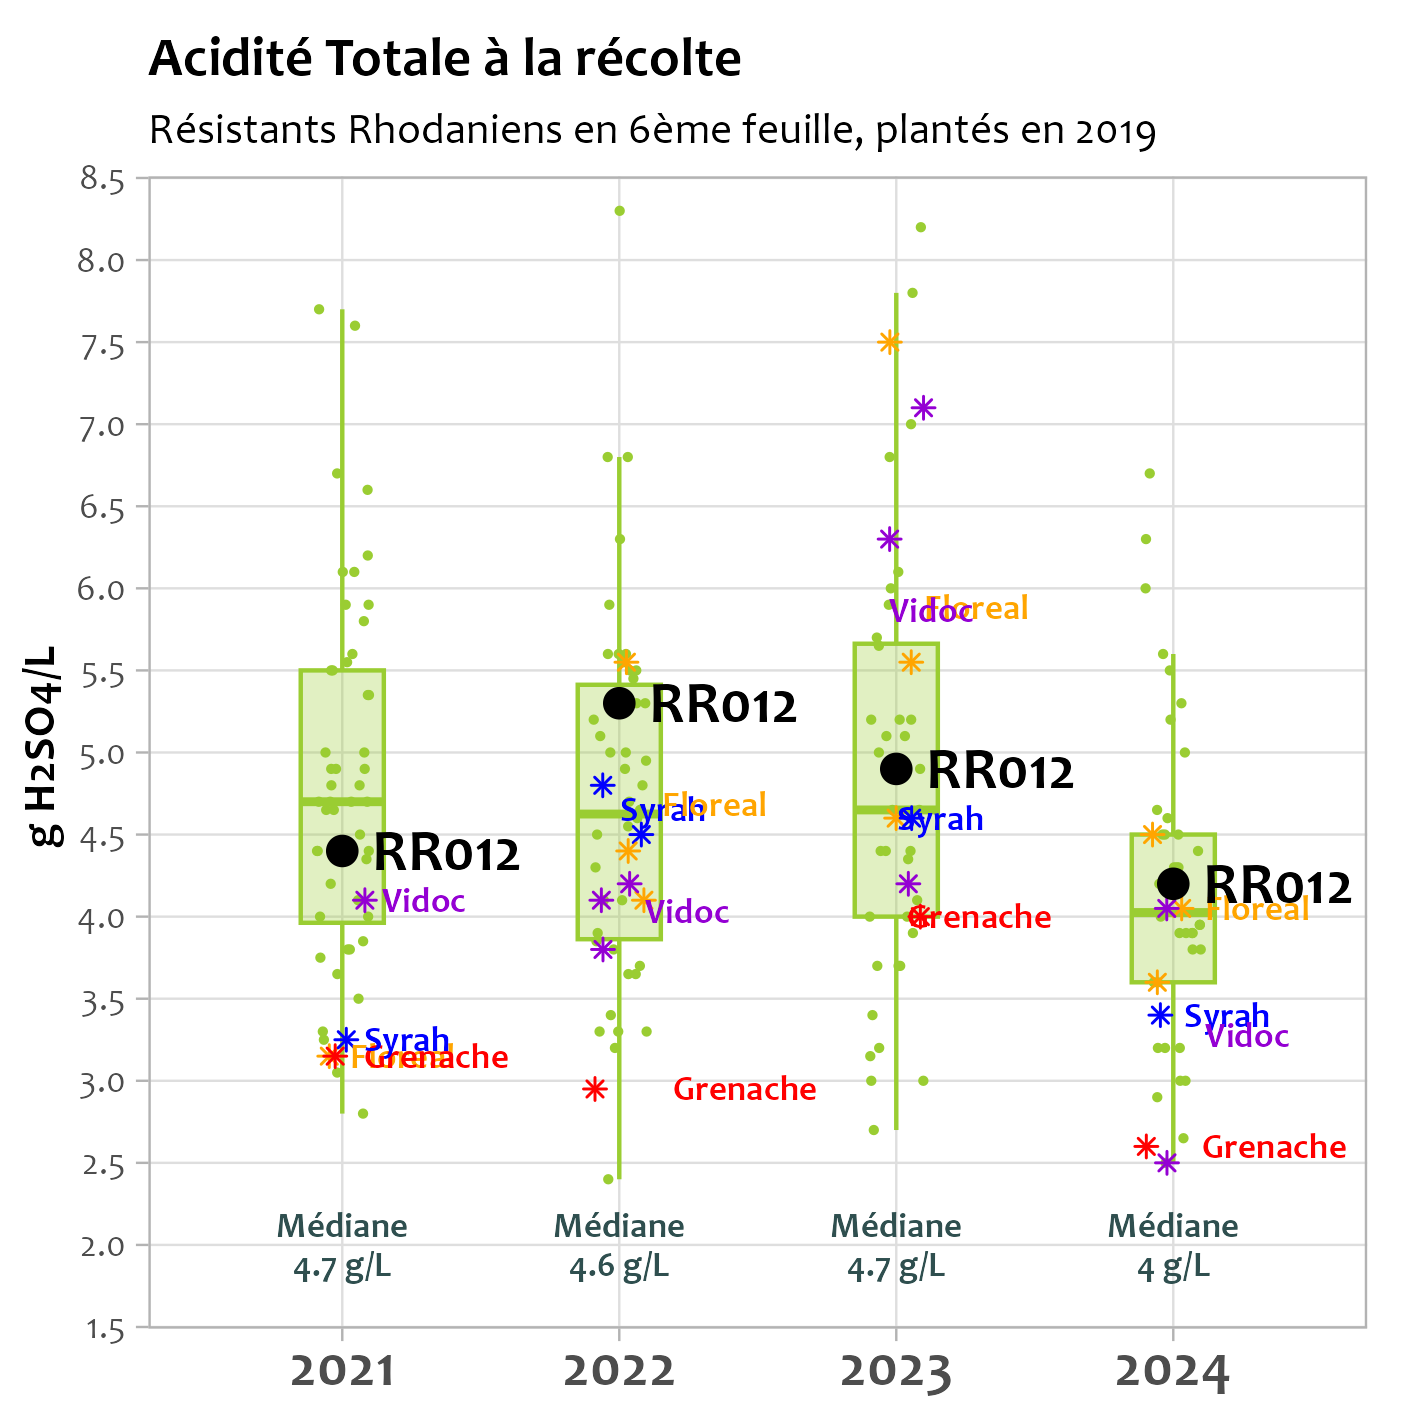 Acidité Totale à la récolte
Résistants Rhodaniens en 6ème feuille, plantés en 2019
g H2SO4/L
8.5
8.0
7.5
7.0
6.5
6.0
5.5
5.0
4.5
4.0
3.5
3.0
2.5
2.0
1.5
RR012
Vidoc
Syrah
Floreal
Grenache
Médiane
4.7 g/L
RR012
Syrah
Floreal
Vidoc
Grenache
Médiane
4.6 g/L
Vidoc
Floreal
RR012
Syrah
Grenache
Médiane
4.7 g/L
RR012
Floreal
Syrah
Vidoc
Grenache
Médiane
4 g/L
2021
2022
2023
2024